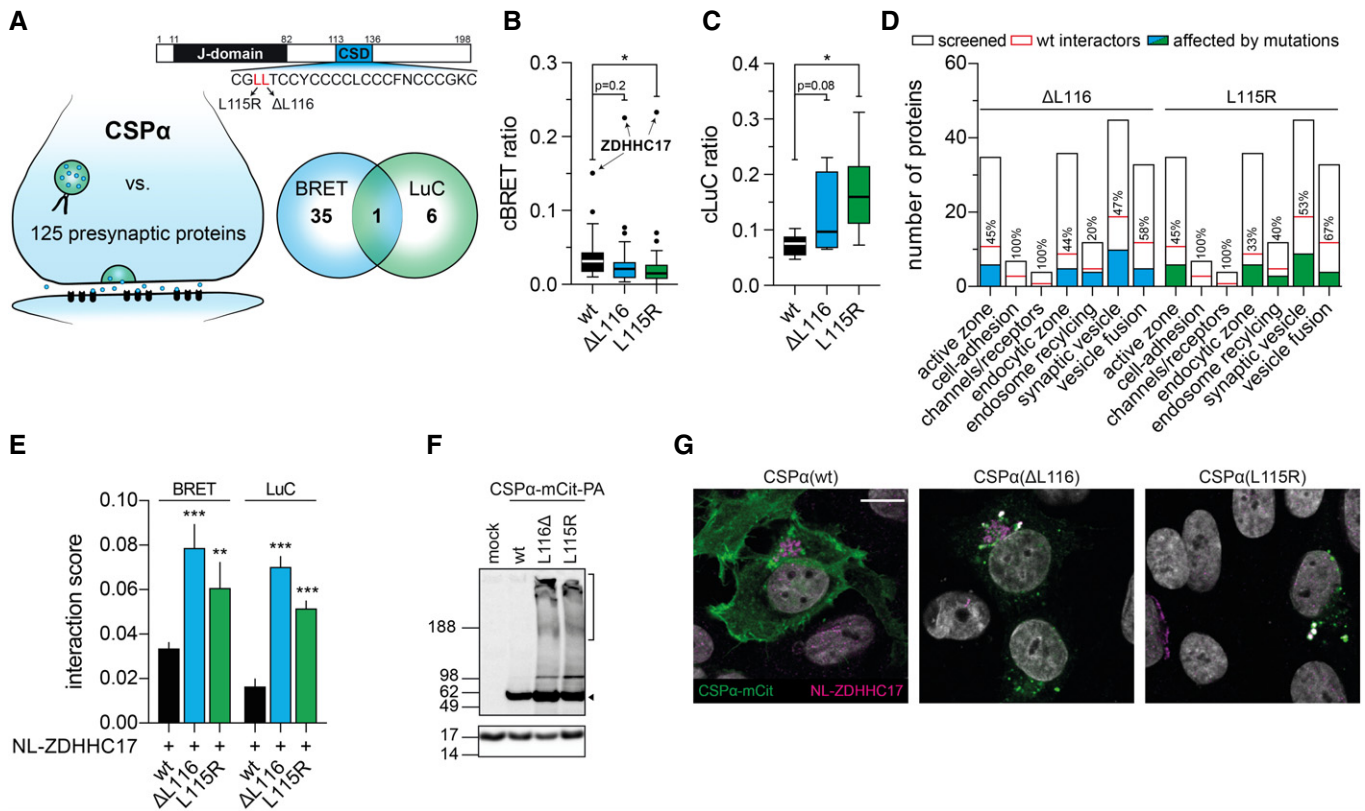 A
1 11 82 113 136 198
J-domain CSD
CGLLTCCYCCCCLCCCFNCCCGKC
L115R ΔL116
CSPα
vs.
125 presynaptic proteins
BRET LuC
35 1 6
B
cBRET ratio
0.3
0.2
0.1
0.0
*
p=0.2
ZDHHC17
wt
ΔL116
L115R
C
cLuC ratio
0.4
0.3
0.2
0.1
0.0
*
p=0.08
wt
ΔL116
L115R
D
screened wt interactors affected by mutations
number of proteins
60
40
20
0
ΔL116 L115R
45% 100% 100% 44% 20% 47% 58% 45% 100% 100% 33% 40% 53% 67%
active zone
cell-adhesion
channels/receptors
endocytic zone
endosome recylcing
synaptic vesicle
vesicle fusion
active zone
cell-adhesion
channels/receptors
endocytic zone
endosome recylcing
synaptic vesicle
vesicle fusion
E
interaction score
0.10
0.08
0.06
0.04
0.02
0.00
BRET LuC
*** ** *** ***
NL-ZDHHC17 + + + + + +
wt
ΔL116
L115R
wt
ΔL116
L115R
F
CSPα-mCit-PA
mock
wt
L116Δ
L115R
188
98
62
49
17
14
G
CSPα(wt) CSPα(ΔL116) CSPα(L115R)
CSPα-mCit NL-ZDHHC17